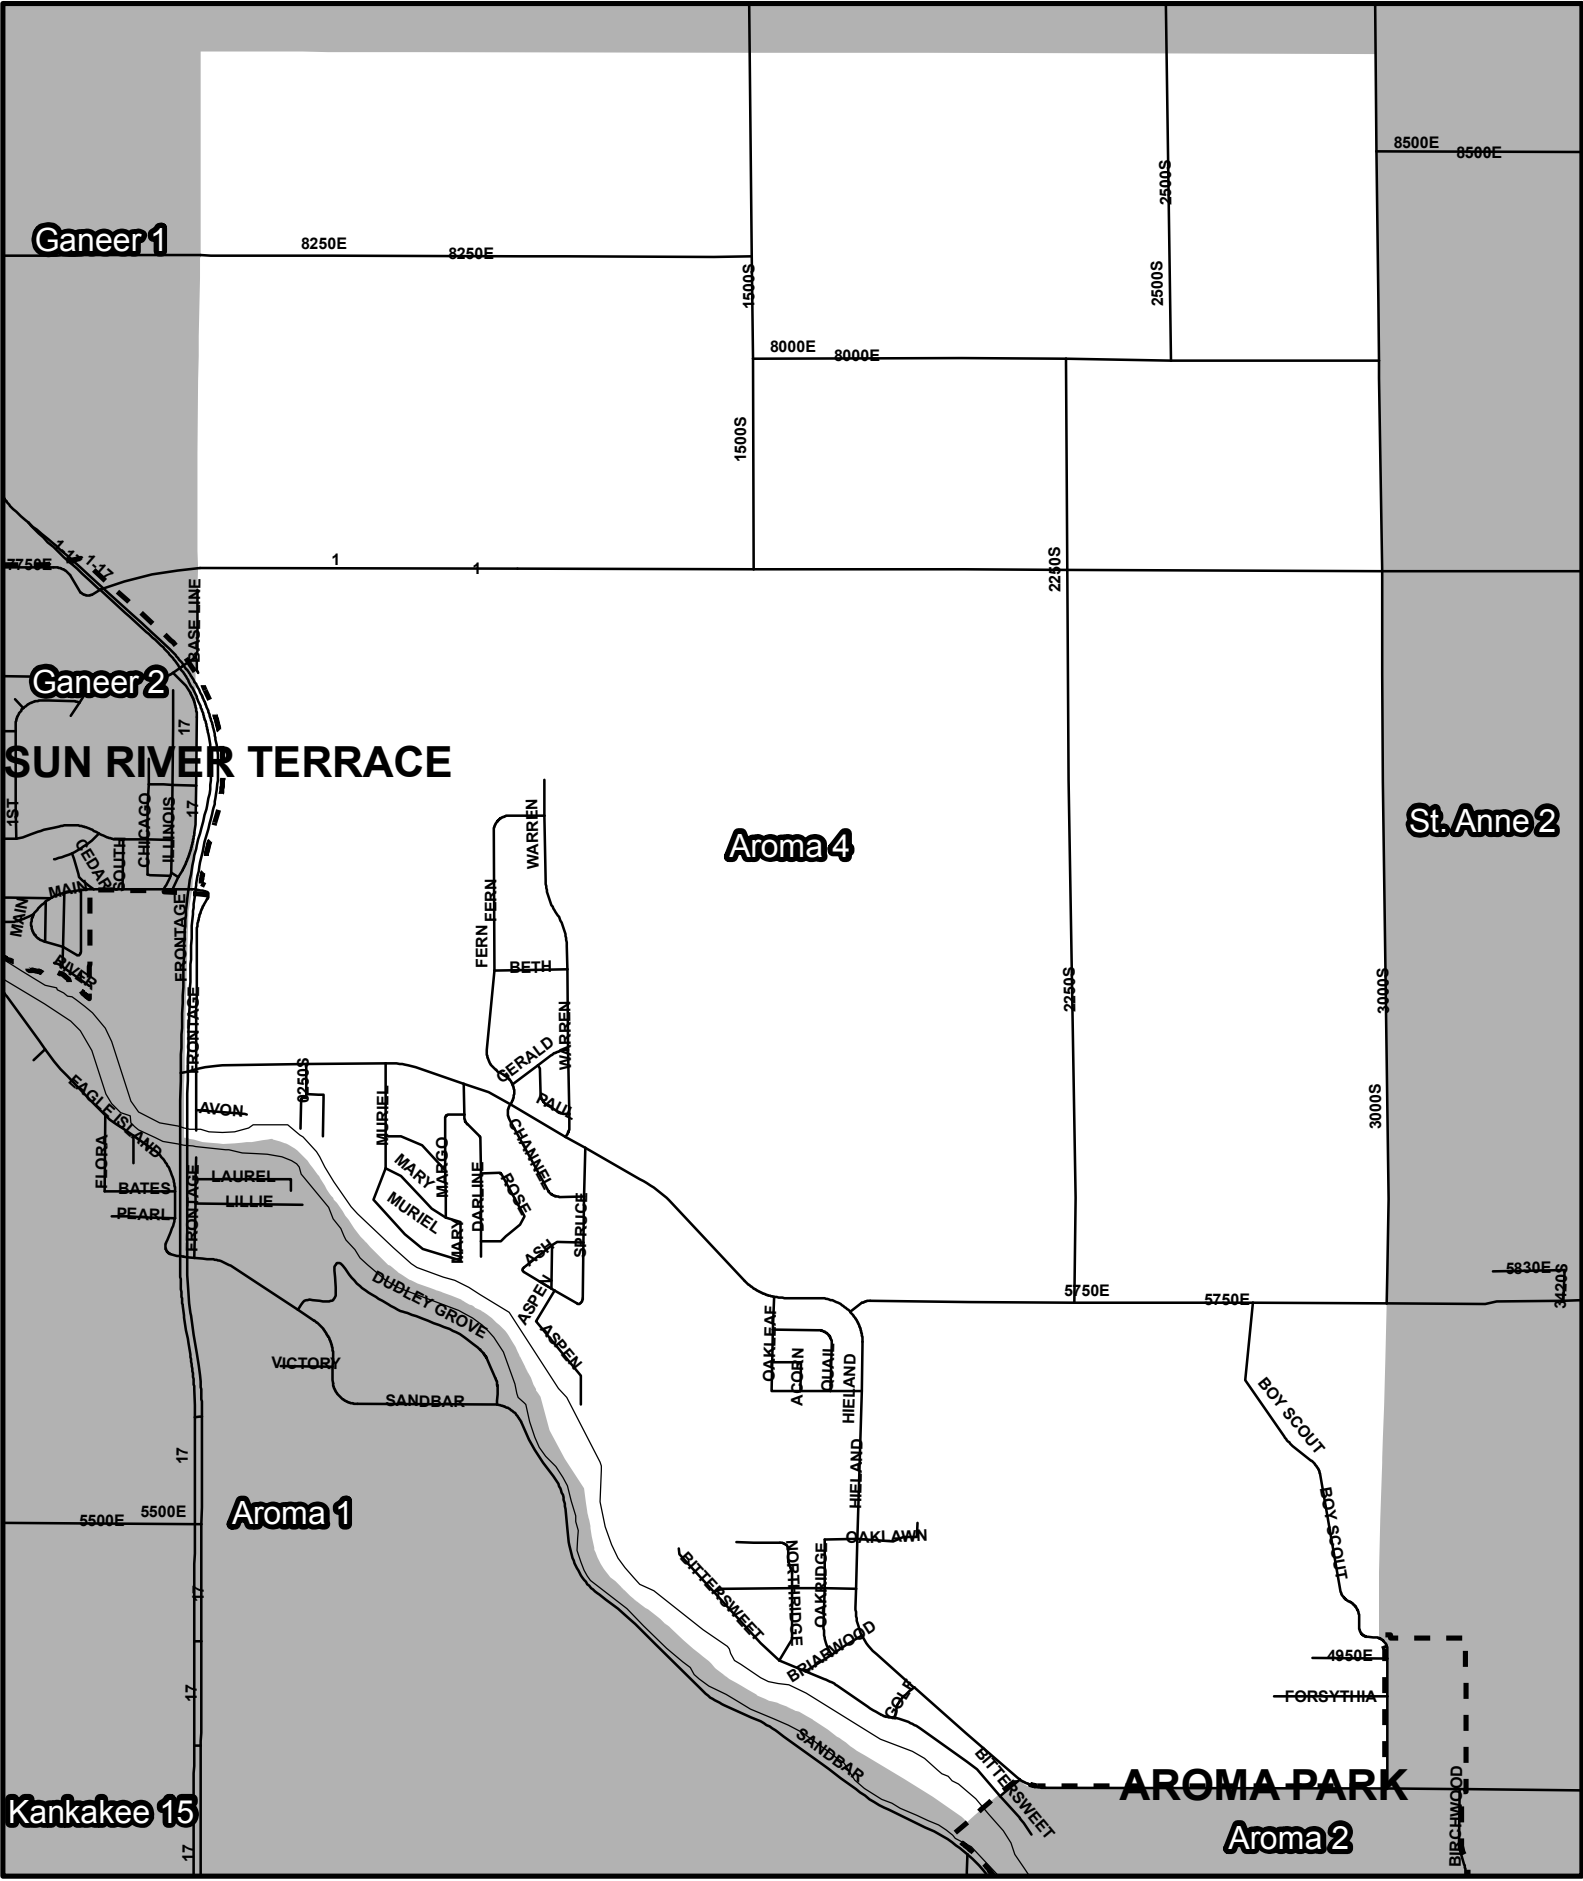 8500E
8500E
2500S
Ganeer 1
8250E
8250E
1500S
2500S
8000E
8000E
1500S
1-17
1-17
7750E
1
1
2250S
BASE LINE
Ganeer 2
17
SUN RIVER TERRACE
1ST
CHICAGO
ILLINOIS
17
WARREN
Aroma 4
St. Anne 2
CEDAR
SOUTH
MAIN
MAIN
FERN
FERN
FRONTAGE
RIVER
BETH
2250S
3000S
FRONTAGE
WARREN
GERALD
6250S
EAGLE ISLAND
AVON
MURIEL
PAUL
3000S
FLORA
CHANNEL
MARGO
MARY
BATES
LAUREL
LILLIE
PEARL
FRONTAGE
DARLINE
ROSE
MURIEL
MARY
SPRUCE
ASH
ASPEN
ASPEN
DUDLEY GROVE
5750E
5750E
5830E
3420S
OAKLEAF
ACORN
QUAIL
HIELAND
VICTORY
SANDBAR
BOY SCOUT
17
HIELAND
5500E
5500E
Aroma 1
BOY SCOUT
OAKLAWN
BITTERSWEET
NORTHRIDGE
OAKRIDGE
17
BRIARWOOD
4950E
17
GOLF
FORSYTHIA
SANDBAR
BITTERSWEET
AROMA PARK
Kankakee 15
Aroma 2
BIRCHWOOD
17